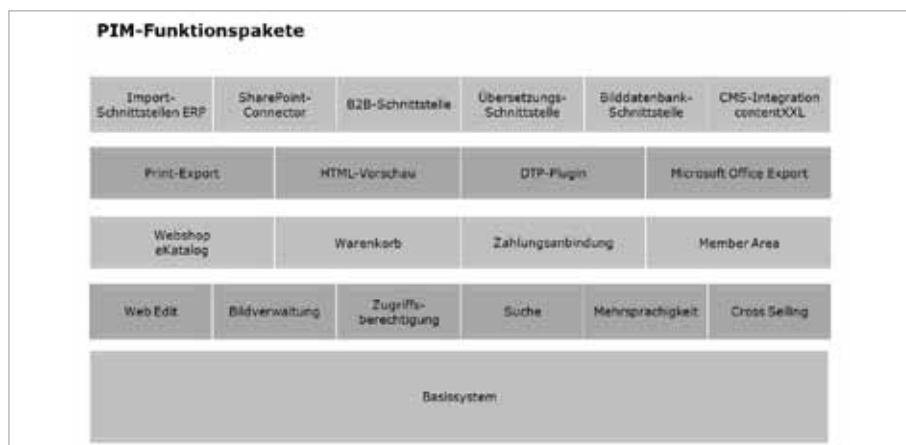 PIM-Funktionspakete
Import-
Schnittstellen ERP
SharePoint-
Connector
B2B-Schnittstelle
Übersetzungs-
Schnittstelle
Bilddatenbank-
Schnittstelle
CMS-Integration
contentXXL
Print-Export
HTML-Vorschau
DTP-Plugin
Microsoft Office Export
Webshop
eKatalog
Warenkorb
Zahlungsanbindung
Member Area
Web Edit
Bildverwaltung
Zugriffs-
berechtigung
Suche
Mehrsprachigkeit
Cross Selling
Basissystem